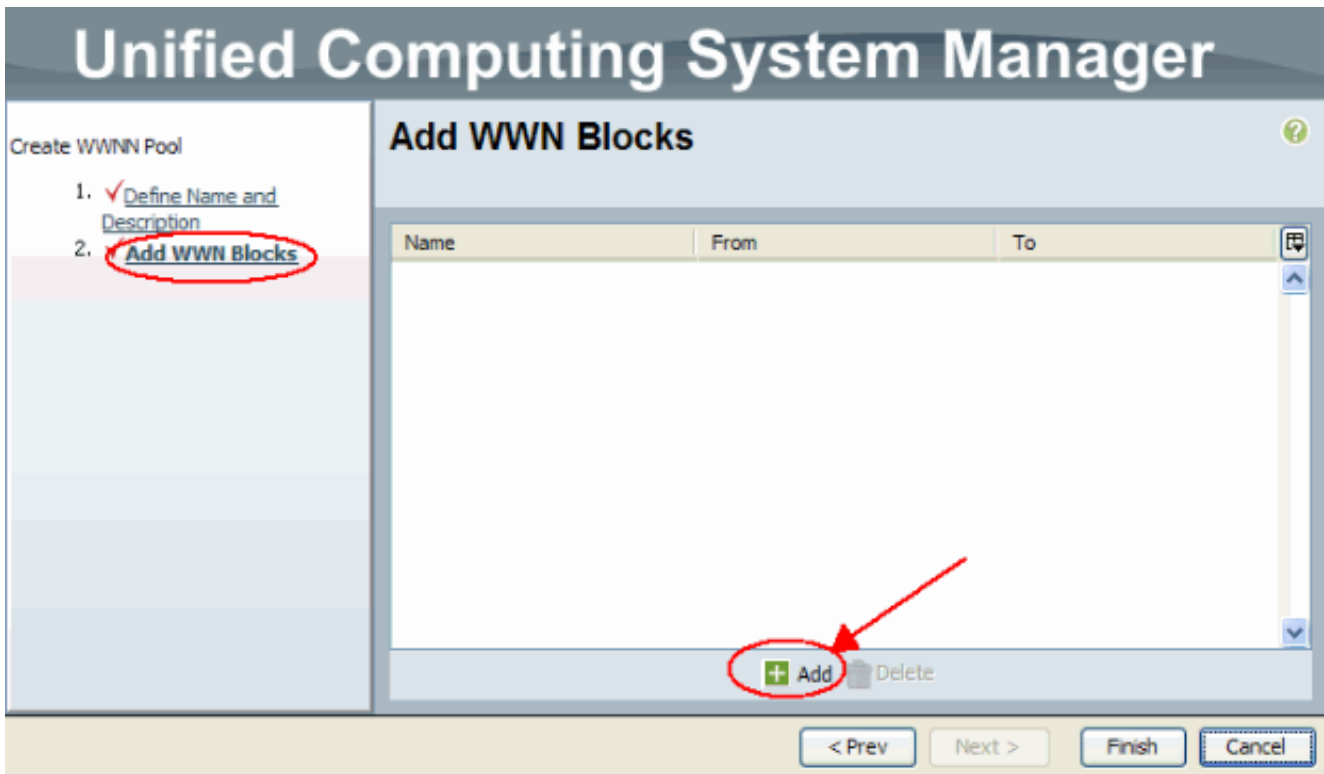 Unified Computing System Manager
Create WWNN Pool
1. Define Name and
Description
2. Add WWN Blocks
Add WWN Blocks
?
Name From To
+ Add Delete
< Prev Next > Finish Cancel